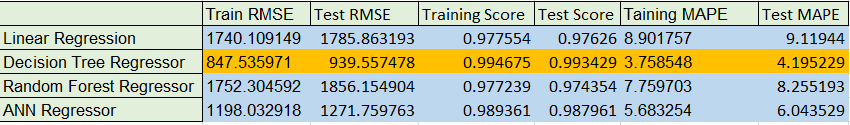 Train RMSE Test RMSE Training Score Test Score Taining MAPE Test MAPE
Linear Regression 1740.109149 1785.863193 0.977554 0.97626 8.901757 9.11944
Decision Tree Regressor 847.535971 939.557478 0.994675 0.993429 3.758548 4.195229
Random Forest Regressor 1752.304592 1856.154904 0.977239 0.974354 7.759703 8.255193
ANN Regressor 1198.032918 1271.759763 0.989361 0.987961 5.683254 6.043529